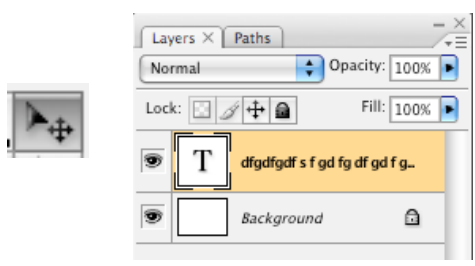 Layers × Paths
Normal Opacity: 100%
Lock: Fill: 100%
T dfgdfgdf s f gd fg df gd f g...
Background